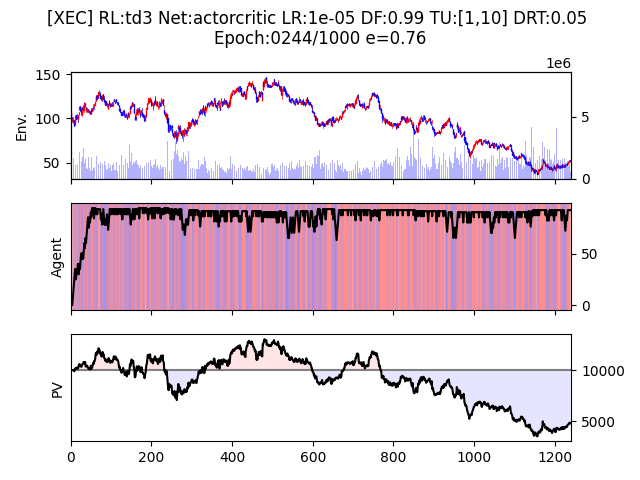 [XEC] RL:td3 Net:actorcritic LR:1e-05 DF:0.99 TU:[1,10] DRT:0.05
Epoch:0244/1000 e=0.76
1e6
150
100
50
Env.
5
0
Agent
50
0
PV
10000
5000
0
200
400
600
800
1000
1200